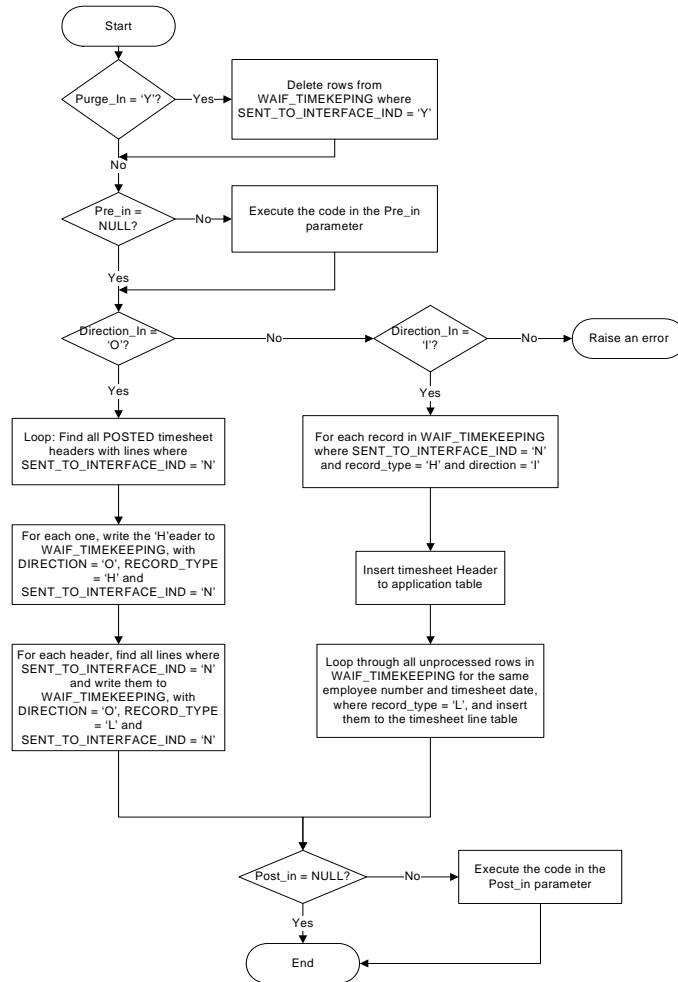 Start
Purge_In = ‘Y’?
Yes
Delete rows from
WAIF_TIMEKEPING where
SENT_TO_INTERFACE_IND = ‘Y’
No
Pre_in =
NULL?
No
Execute the code in the Pre_in
parameter
Yes
Direction_In =
‘O’?
No
Direction_In =
‘I’?
No
Raise an error
Yes
Yes
Loop: Find all POSTED timesheet
headers with lines where
SENT_TO_INTERFACE_IND = ’N’
For each record in WAIF_TIMEKEEPING
where SENT_TO_INTERFACE_IND = ‘N’
and record_type = ‘H’ and direction = ‘I’
For each one, write the ‘H’eader to
WAIF_TIMEKEEPING, with
DIRECTION = ‘O’, RECORD_TYPE
= ‘H’ and
SENT_TO_INTERFACE_IND = ‘N’
Insert timesheet Header
to application table
For each header, find all lines where
SENT_TO_INTERFACE_IND = ‘N’
and write them to
WAIF_TIMEKEEPING, with
DIRECTION = ‘O’, RECORD_TYPE
= ‘L’ and
SENT_TO_INTERFACE_IND = ‘N’
Loop through all unprocessed rows in
WAIF_TIMEKEEPING for the same
employee number and timesheet date,
where record_type = ‘L’, and insert
them to the timesheet line table
Post_in = NULL?
No
Execute the code in the
Post_in parameter
Yes
End